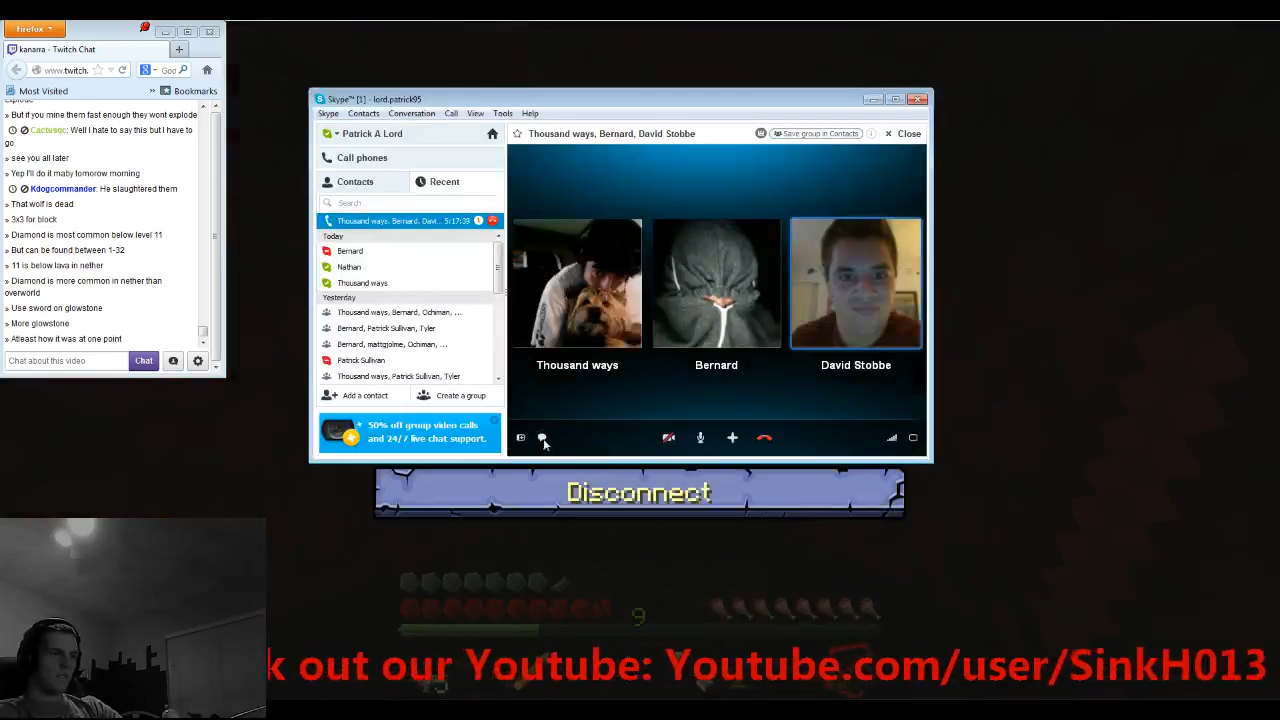 Firefox
kanarra - Twitch Chat
www.twitch.
Goo
Most Visited
» Bookmarks
explode
» But if you mine them fast enough they wont explode
Cactusqc: Well I hate to say this but I have to
go
» see you all later
» Yep I'll do it maby tomorow morning
Kdogcommander: He slaughtered them
» That wolf is dead
» 3x3 for block
» Diamond is most common below level 11
» But can be found between 1-32
» 11 is below lava in nether
» Diamond is more common in nether than
overworld
» Use sword on glowstone
» More glowstone
» Atleast how it was at one point
Chat about this video
Chat
Skype™ [1] - lord.patrick95
Skype Contacts Conversation Call View Tools Help
Patrick A Lord
Call phones
Contacts
Recent
Search
Thousand ways, Bernard, Davi... 5:17:39 1
Today
Bernard
Nathan
Thousand ways
Yesterday
Thousand ways, Bernard, Ochiman, ...
Bernard, Patrick Sullivan, Tyler
Bernard, mattgjolme, Ochiman, ...
Patrick Sullivan
Thousand ways, Patrick Sullivan, Tyler
Add a contact
Create a group
50% off group video calls
and 24/7 live chat support.
Thousand ways, Bernard, David Stobbe
Save group in Contacts
Close
Thousand ways
Bernard
David Stobbe
Disconnect
9
k out our Youtube: Youtube.com/user/SinkH013